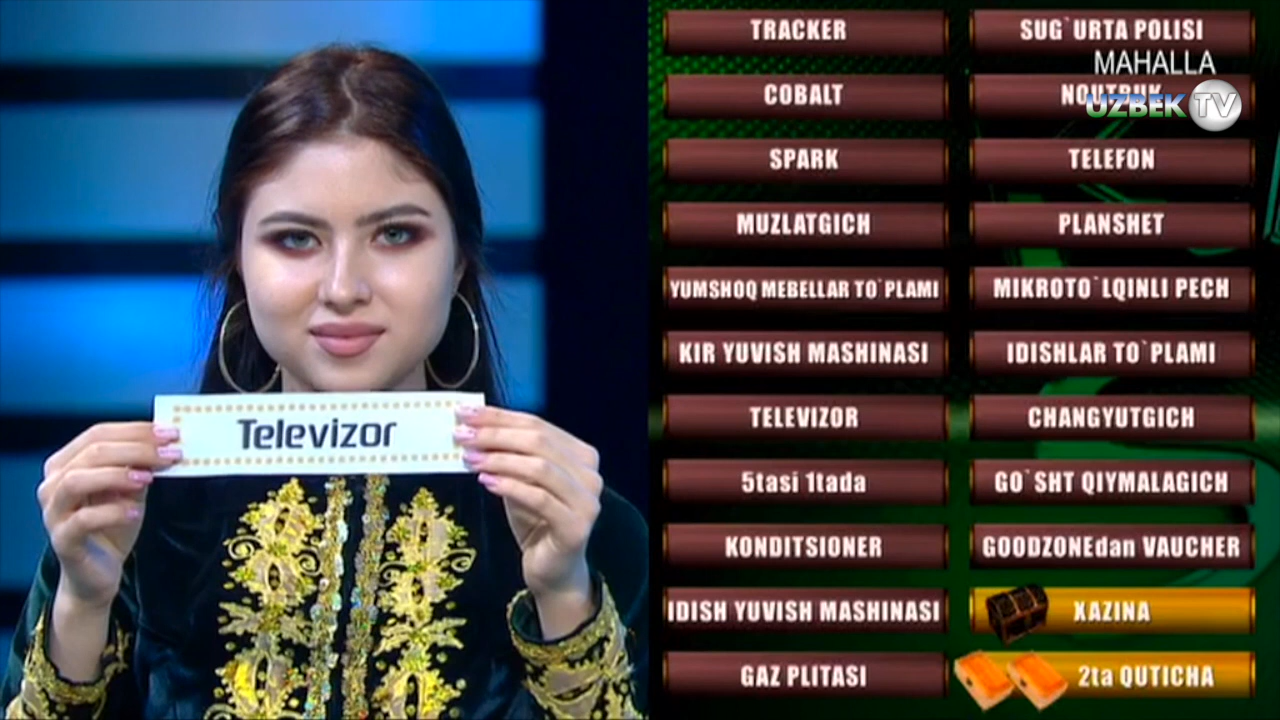 Televizor
TRACKER
COBALT
SPARK
MUZLATGICH
YUMSHOQ MEBELLAR TO`PLAMI
KIR YUVISH MASHINASI
TELEVIZOR
5tasi 1tada
KONDITSIONER
IDISH YUVISH MASHINASI
GAZ PLITASI
SUG`URTA POLISI
MAHALLA
NOUTBUK
UZBEK TV
TELEFON
PLANSHET
MIKROTO`LQINLI PECH
IDISHLAR TO`PLAMI
CHANGYUTGICH
GO`SHT QIYMALAGICH
GOODZONEdan VAUCHER
XAZINA
2ta QUTICHA